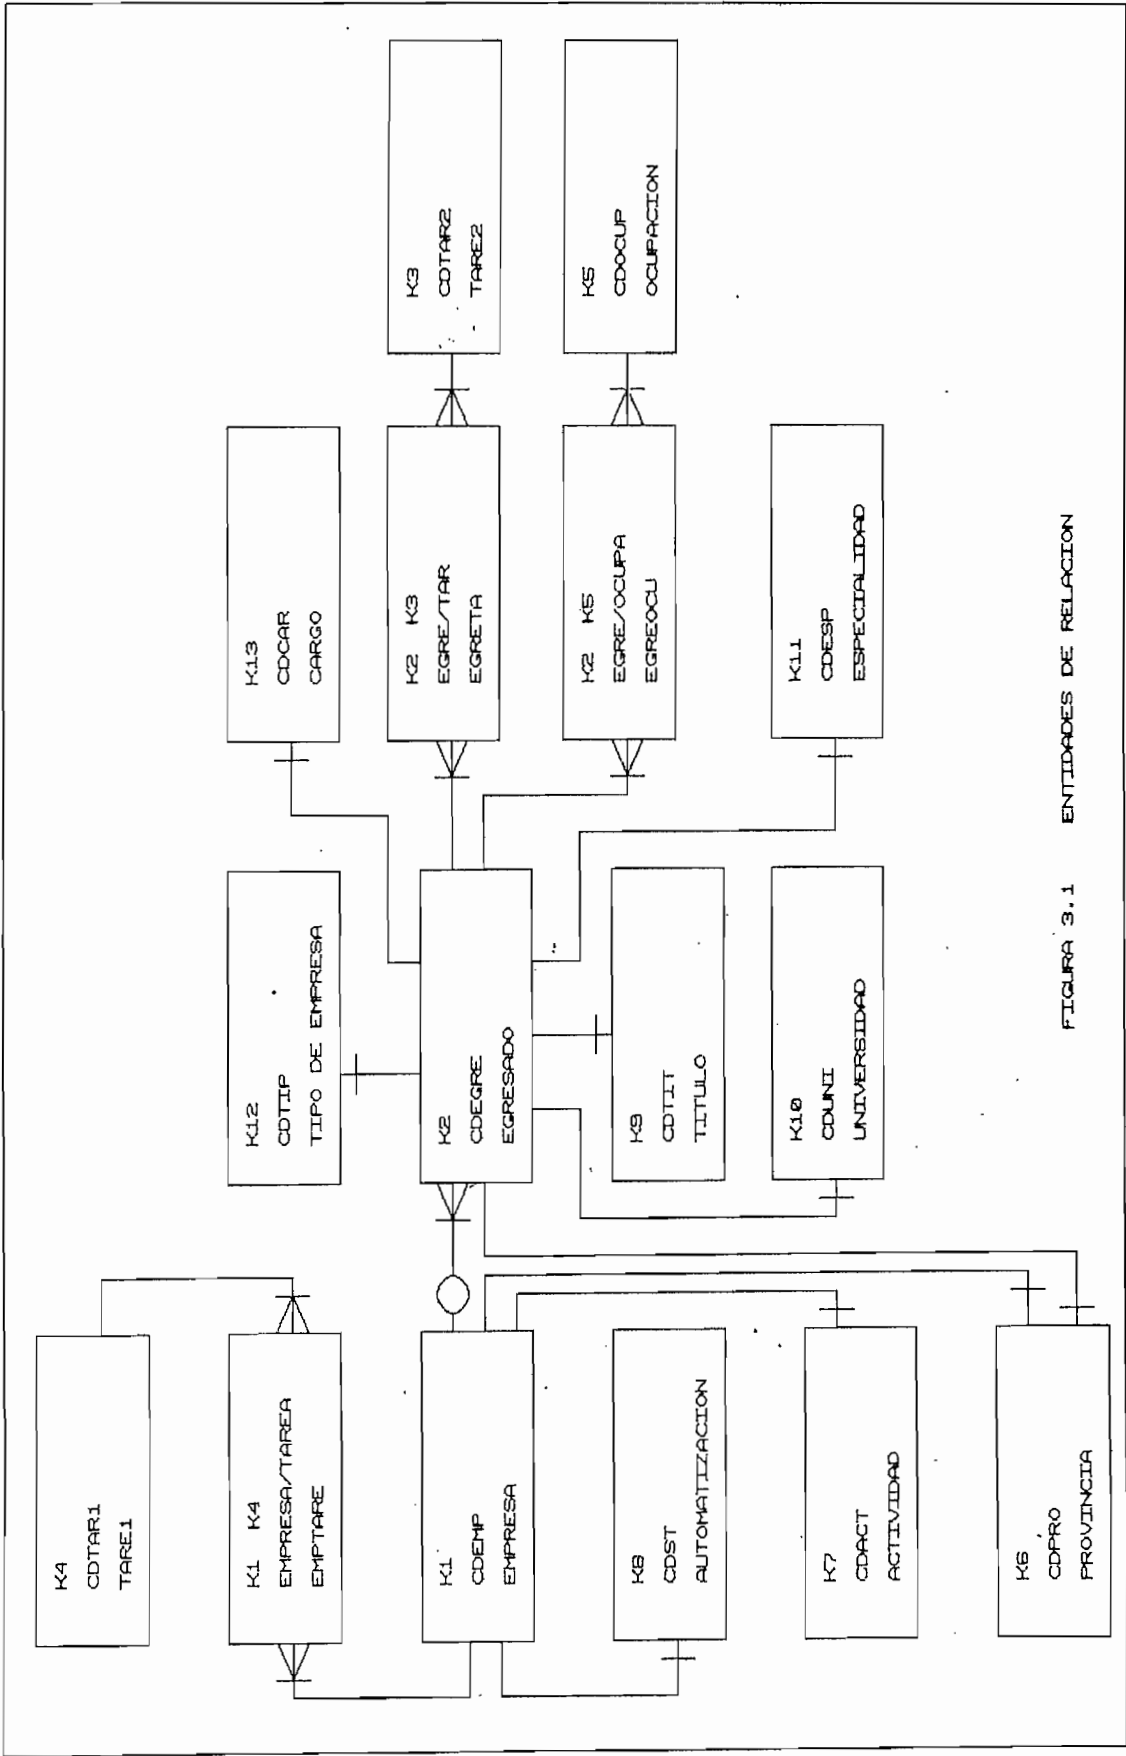 K4
CDTAR1
TARE1
K1 K4
EMPRESA/TAREA
EMPTARE
K12
CDTIP
TIPO DE EMPRESA
K13
CDCAR
CARGO
K1
CDEMP
EMPRESA
K2
CDEGRE
EGRESADO
K2 K3
EGRE/TAR
EGRETA
K3
CDTAR2
TARE2
K8
CDST
AUTOMATIZACION
K9
CDTIT
TITULO
K2 K5
EGRE/OCUPA
EGREOCU
K5
CDOCUP
OCUPACION
K7
CDACT
ACTIVIDAD
K10
CDUNI
UNIVERSIDAD
K11
CDESP
ESPECIALIDAD
K6
CDPRO
PROVINCIA
FIGURA 3.1 ENTIDADES DE RELACION